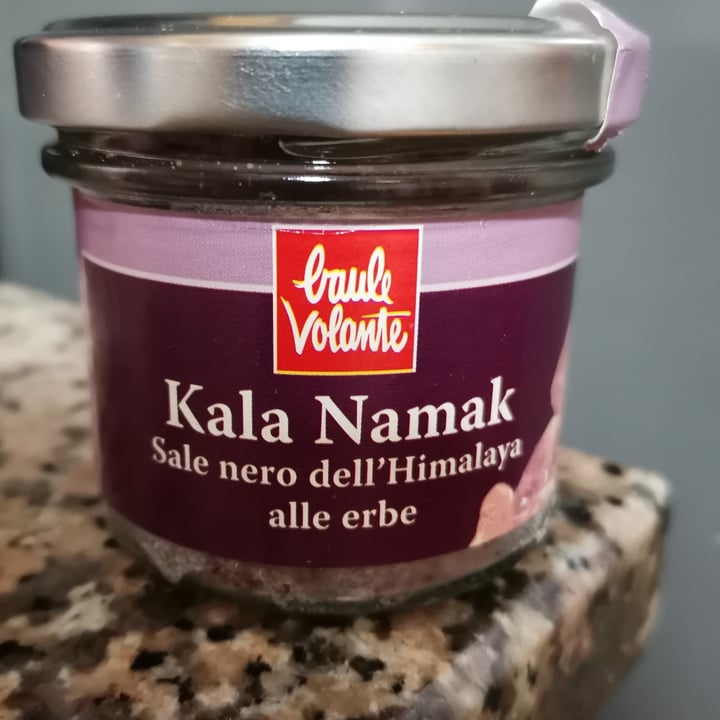 baule
volante
Kala Namak
Sale nero dell'Himalaya
alle erbe